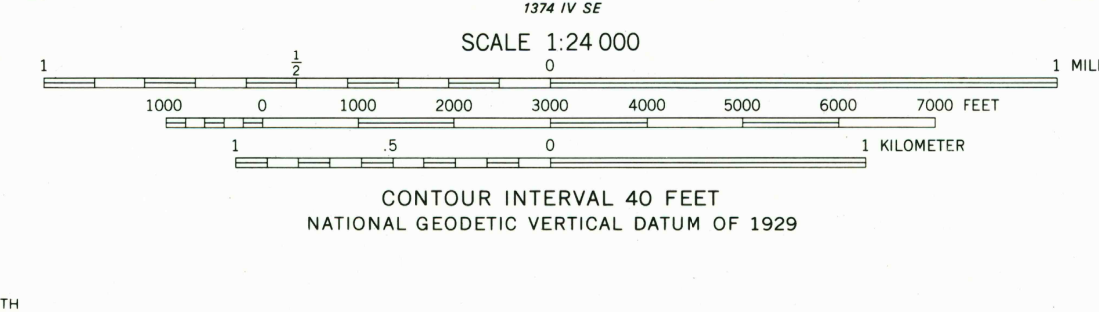 1374 IV SE
SCALE 1:24 000
1 1/2 0 1 MIL
1000 0 1000 2000 3000 4000 5000 6000 7000 FEET
1 .5 0 1 KILOMETER
CONTOUR INTERVAL 40 FEET
NATIONAL GEODETIC VERTICAL DATUM OF 1929
TH